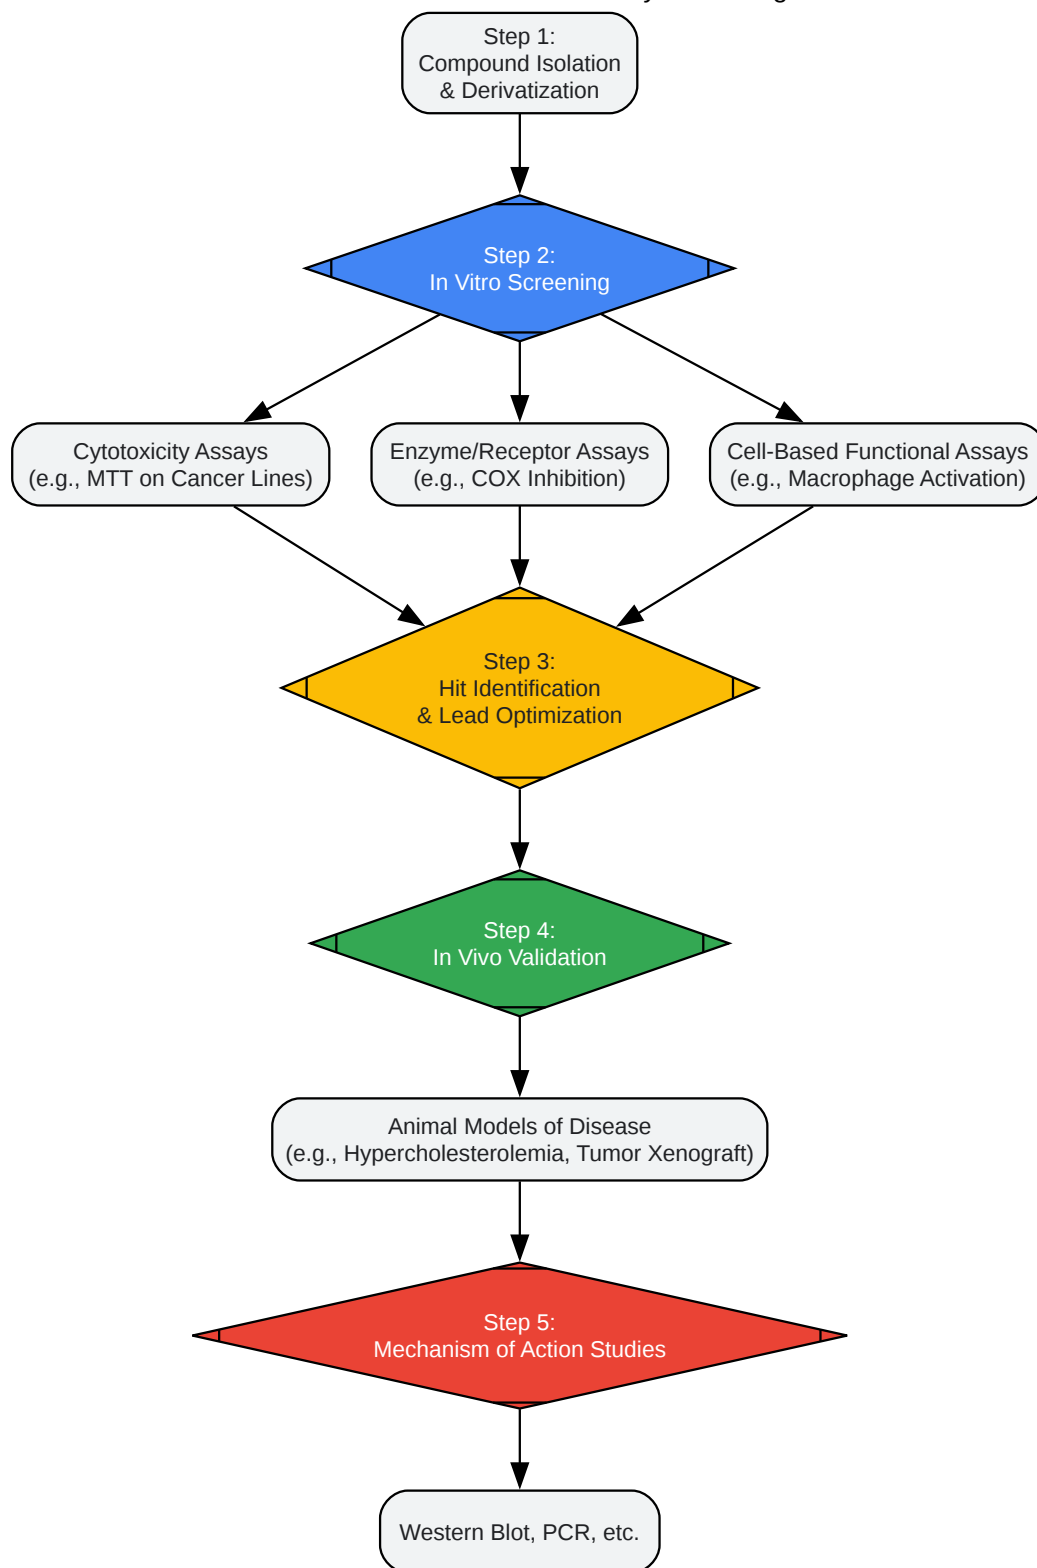 Step 1:
Compound Isolation
& Derivatization
Step 2:
In Vitro Screening
Cytotoxicity Assays
(e.g., MTT on Cancer Lines)
Enzyme/Receptor Assays
(e.g., COX Inhibition)
Cell-Based Functional Assays
(e.g., Macrophage Activation)
Step 3:
Hit Identification
& Lead Optimization
Step 4:
In Vivo Validation
Animal Models of Disease
(e.g., Hypercholesterolemia, Tumor Xenograft)
Step 5:
Mechanism of Action Studies
Western Blot, PCR, etc.